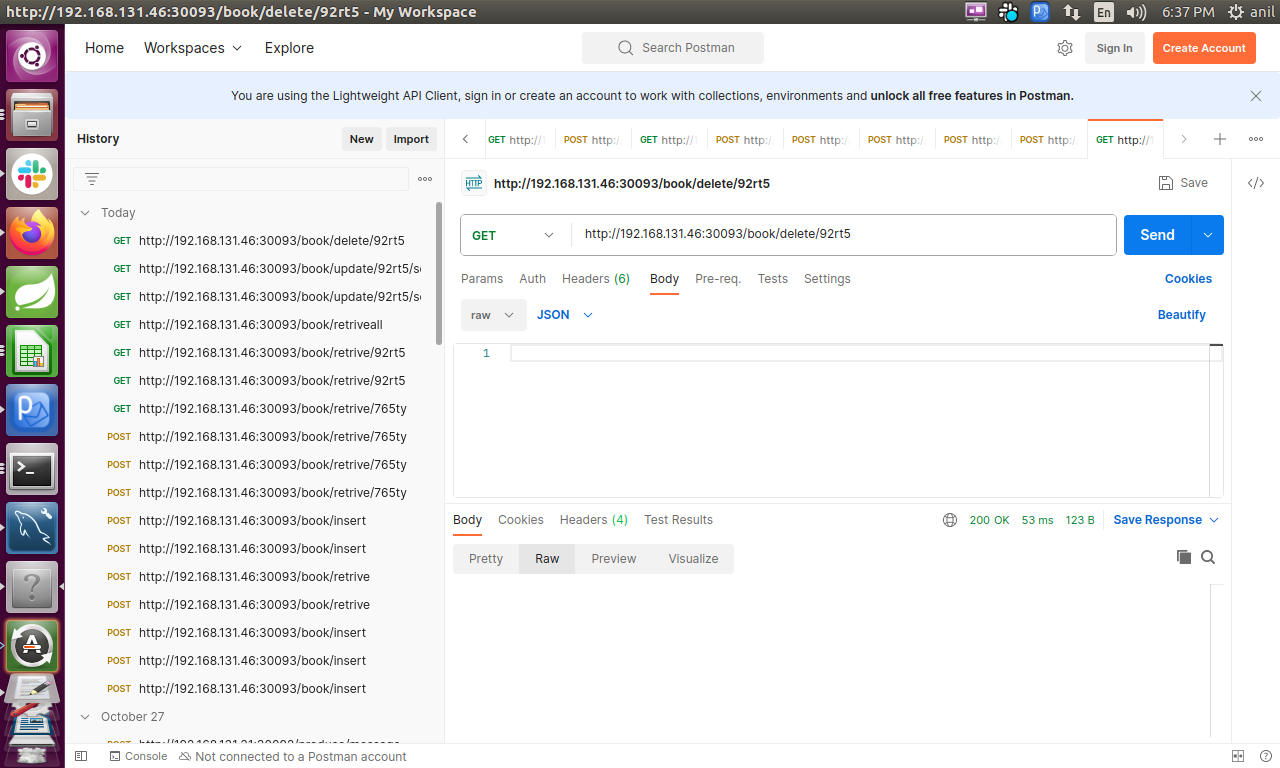 http://192.168.131.46:30093/book/delete/92rt5 - My Workspace
En
6:37 PM
anil
Home
Workspaces
Explore
Search Postman
Sign In
Create Account
You are using the Lightweight API Client, sign in or create an account to work with collections, environments and unlock all free features in Postman.
History
New
Import
GET http://
POST http:/
GET http://
POST http:/
POST http:/
POST http:/
POST http:/
POST http:/
GET http://
HTTP
http://192.168.131.46:30093/book/delete/92rt5
Save
Today
GET http://192.168.131.46:30093/book/delete/92rt5
GET http://192.168.131.46:30093/book/update/92rt5/
GET http://192.168.131.46:30093/book/update/92rt5/
GET http://192.168.131.46:30093/book/retriveall
GET http://192.168.131.46:30093/book/retrive/92rt5
GET http://192.168.131.46:30093/book/retrive/92rt5
GET http://192.168.131.46:30093/book/retrive/765ty
POST http://192.168.131.46:30093/book/retrive/765ty
POST http://192.168.131.46:30093/book/retrive/765ty
POST http://192.168.131.46:30093/book/retrive/765ty
POST http://192.168.131.46:30093/book/insert
POST http://192.168.131.46:30093/book/insert
POST http://192.168.131.46:30093/book/retrive
POST http://192.168.131.46:30093/book/retrive
POST http://192.168.131.46:30093/book/insert
POST http://192.168.131.46:30093/book/insert
POST http://192.168.131.46:30093/book/insert
October 27
GET
http://192.168.131.46:30093/book/delete/92rt5
Send
Params
Auth
Headers (6)
Body
Pre-req.
Tests
Settings
Cookies
raw
JSON
Beautify
1
Body
Cookies
Headers (4)
Test Results
200 OK
53 ms
123 B
Save Response
Pretty
Raw
Preview
Visualize
Console
Not connected to a Postman account